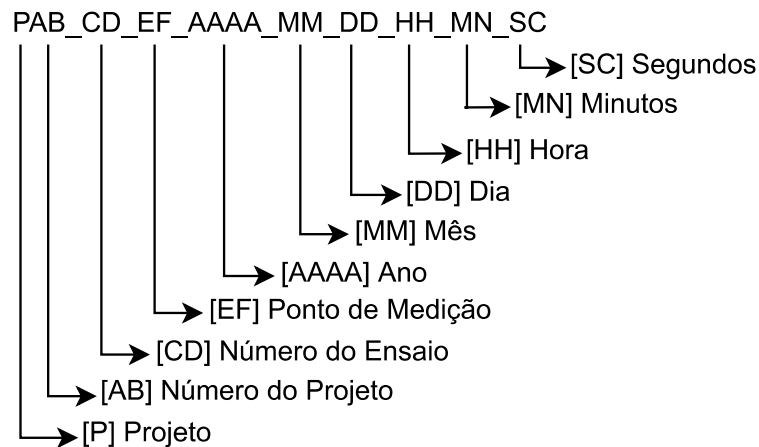 PAB_CD_EF_AAAA_MM_DD_HH_MN_SC
[SC] Segundos
[MN] Minutos
[HH] Hora
[DD] Dia
[MM] Mês
[AAAA] Ano
[EF] Ponto de Medição
[CD] Número do Ensaio
[AB] Número do Projeto
[P] Projeto